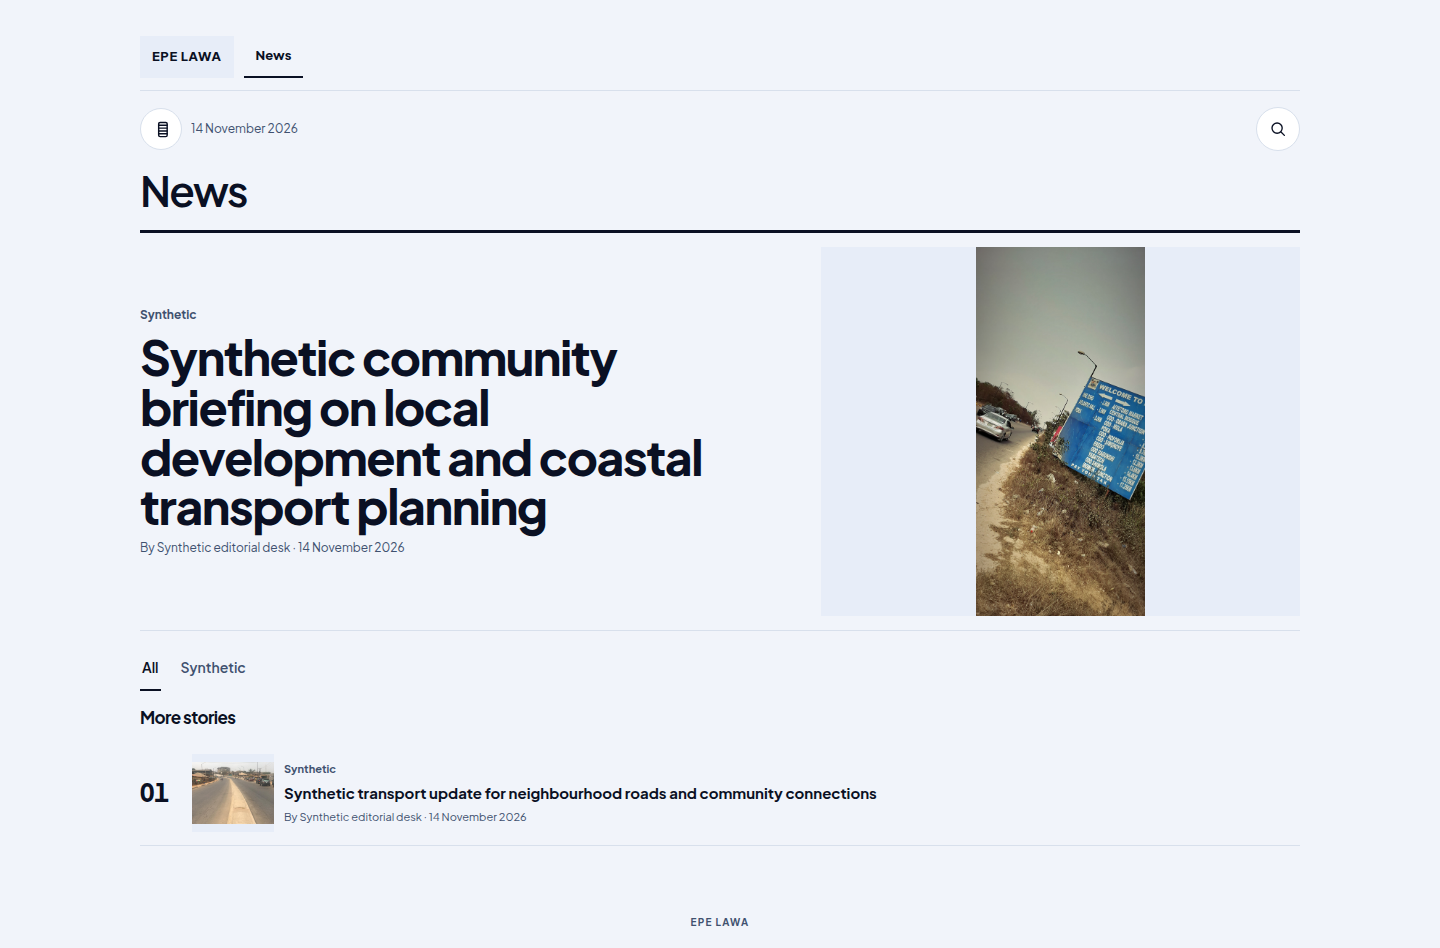 EPE LAWA
News
14 November 2026
News
Synthetic
Synthetic community
briefing on local
development and coastal
transport planning
By Synthetic editorial desk · 14 November 2026
WELCOME TO
All
Synthetic
More stories
01
Synthetic
Synthetic transport update for neighbourhood roads and community connections
By Synthetic editorial desk · 14 November 2026
EPE LAWA